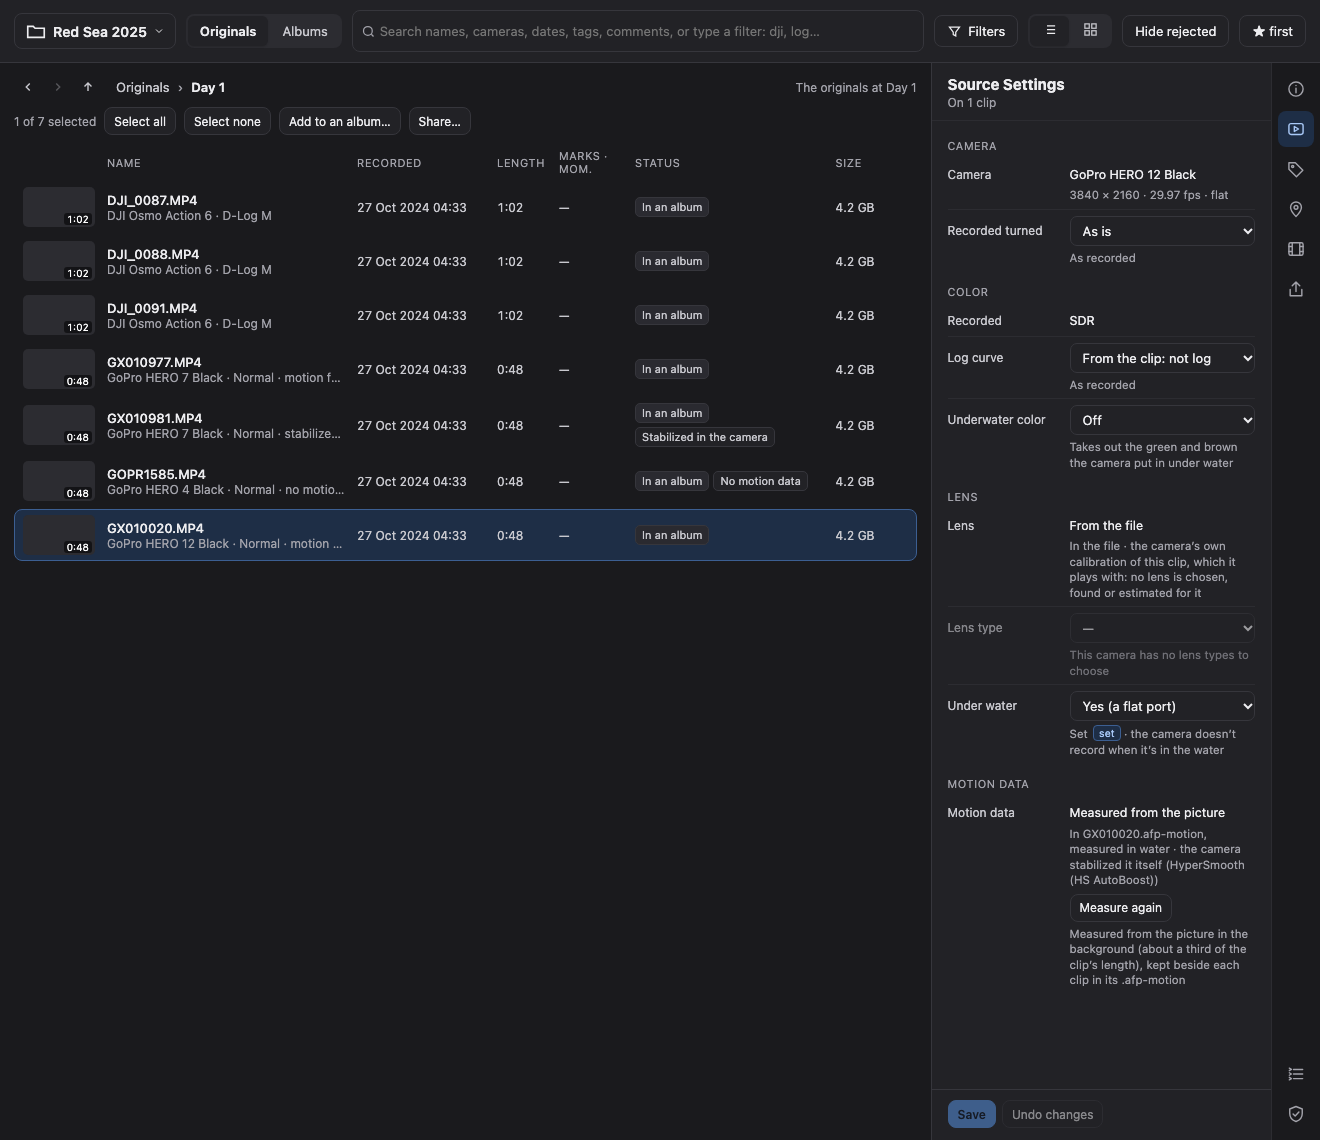 Red Sea 2025
Originals
Albums
Search names, cameras, dates, tags, comments, or type a filter: dji, log...
Filters
Hide rejected
★ first
Originals › Day 1
The originals at Day 1
1 of 7 selected
Select all
Select none
Add to an album...
Share...
NAME
RECORDED
LENGTH
MARKS ·
MOM.
STATUS
SIZE
1:02
DJI_0087.MP4
DJI Osmo Action 6 · D-Log M
27 Oct 2024 04:33
1:02
—
In an album
4.2 GB
1:02
DJI_0088.MP4
DJI Osmo Action 6 · D-Log M
27 Oct 2024 04:33
1:02
—
In an album
4.2 GB
1:02
DJI_0091.MP4
DJI Osmo Action 6 · D-Log M
27 Oct 2024 04:33
1:02
—
In an album
4.2 GB
0:48
GX010977.MP4
GoPro HERO 7 Black · Normal · motion f...
27 Oct 2024 04:33
0:48
—
In an album
4.2 GB
0:48
GX010981.MP4
GoPro HERO 7 Black · Normal · stabilize...
27 Oct 2024 04:33
0:48
—
In an album
Stabilized in the camera
4.2 GB
0:48
GOPR1585.MP4
GoPro HERO 4 Black · Normal · no motio...
27 Oct 2024 04:33
0:48
—
In an album
No motion data
4.2 GB
0:48
GX010020.MP4
GoPro HERO 12 Black · Normal · motion ...
27 Oct 2024 04:33
0:48
—
In an album
4.2 GB
Source Settings
On 1 clip
CAMERA
Camera
GoPro HERO 12 Black
3840 × 2160 · 29.97 fps · flat
Recorded turned
As is
As recorded
COLOR
Recorded
SDR
Log curve
From the clip: not log
As recorded
Underwater color
Off
Takes out the green and brown
the camera put in under water
LENS
Lens
From the file
In the file · the camera's own
calibration of this clip, which it
plays with: no lens is chosen,
found or estimated for it
Lens type
—
This camera has no lens types to
choose
Under water
Yes (a flat port)
Set set · the camera doesn't
record when it's in the water
MOTION DATA
Motion data
Measured from the picture
In GX010020.afp-motion,
measured in water · the camera
stabilized it itself (HyperSmooth
(HS AutoBoost))
Measure again
Measured from the picture in the
background (about a third of the
clip's length), kept beside each
clip in its .afp-motion
Save
Undo changes